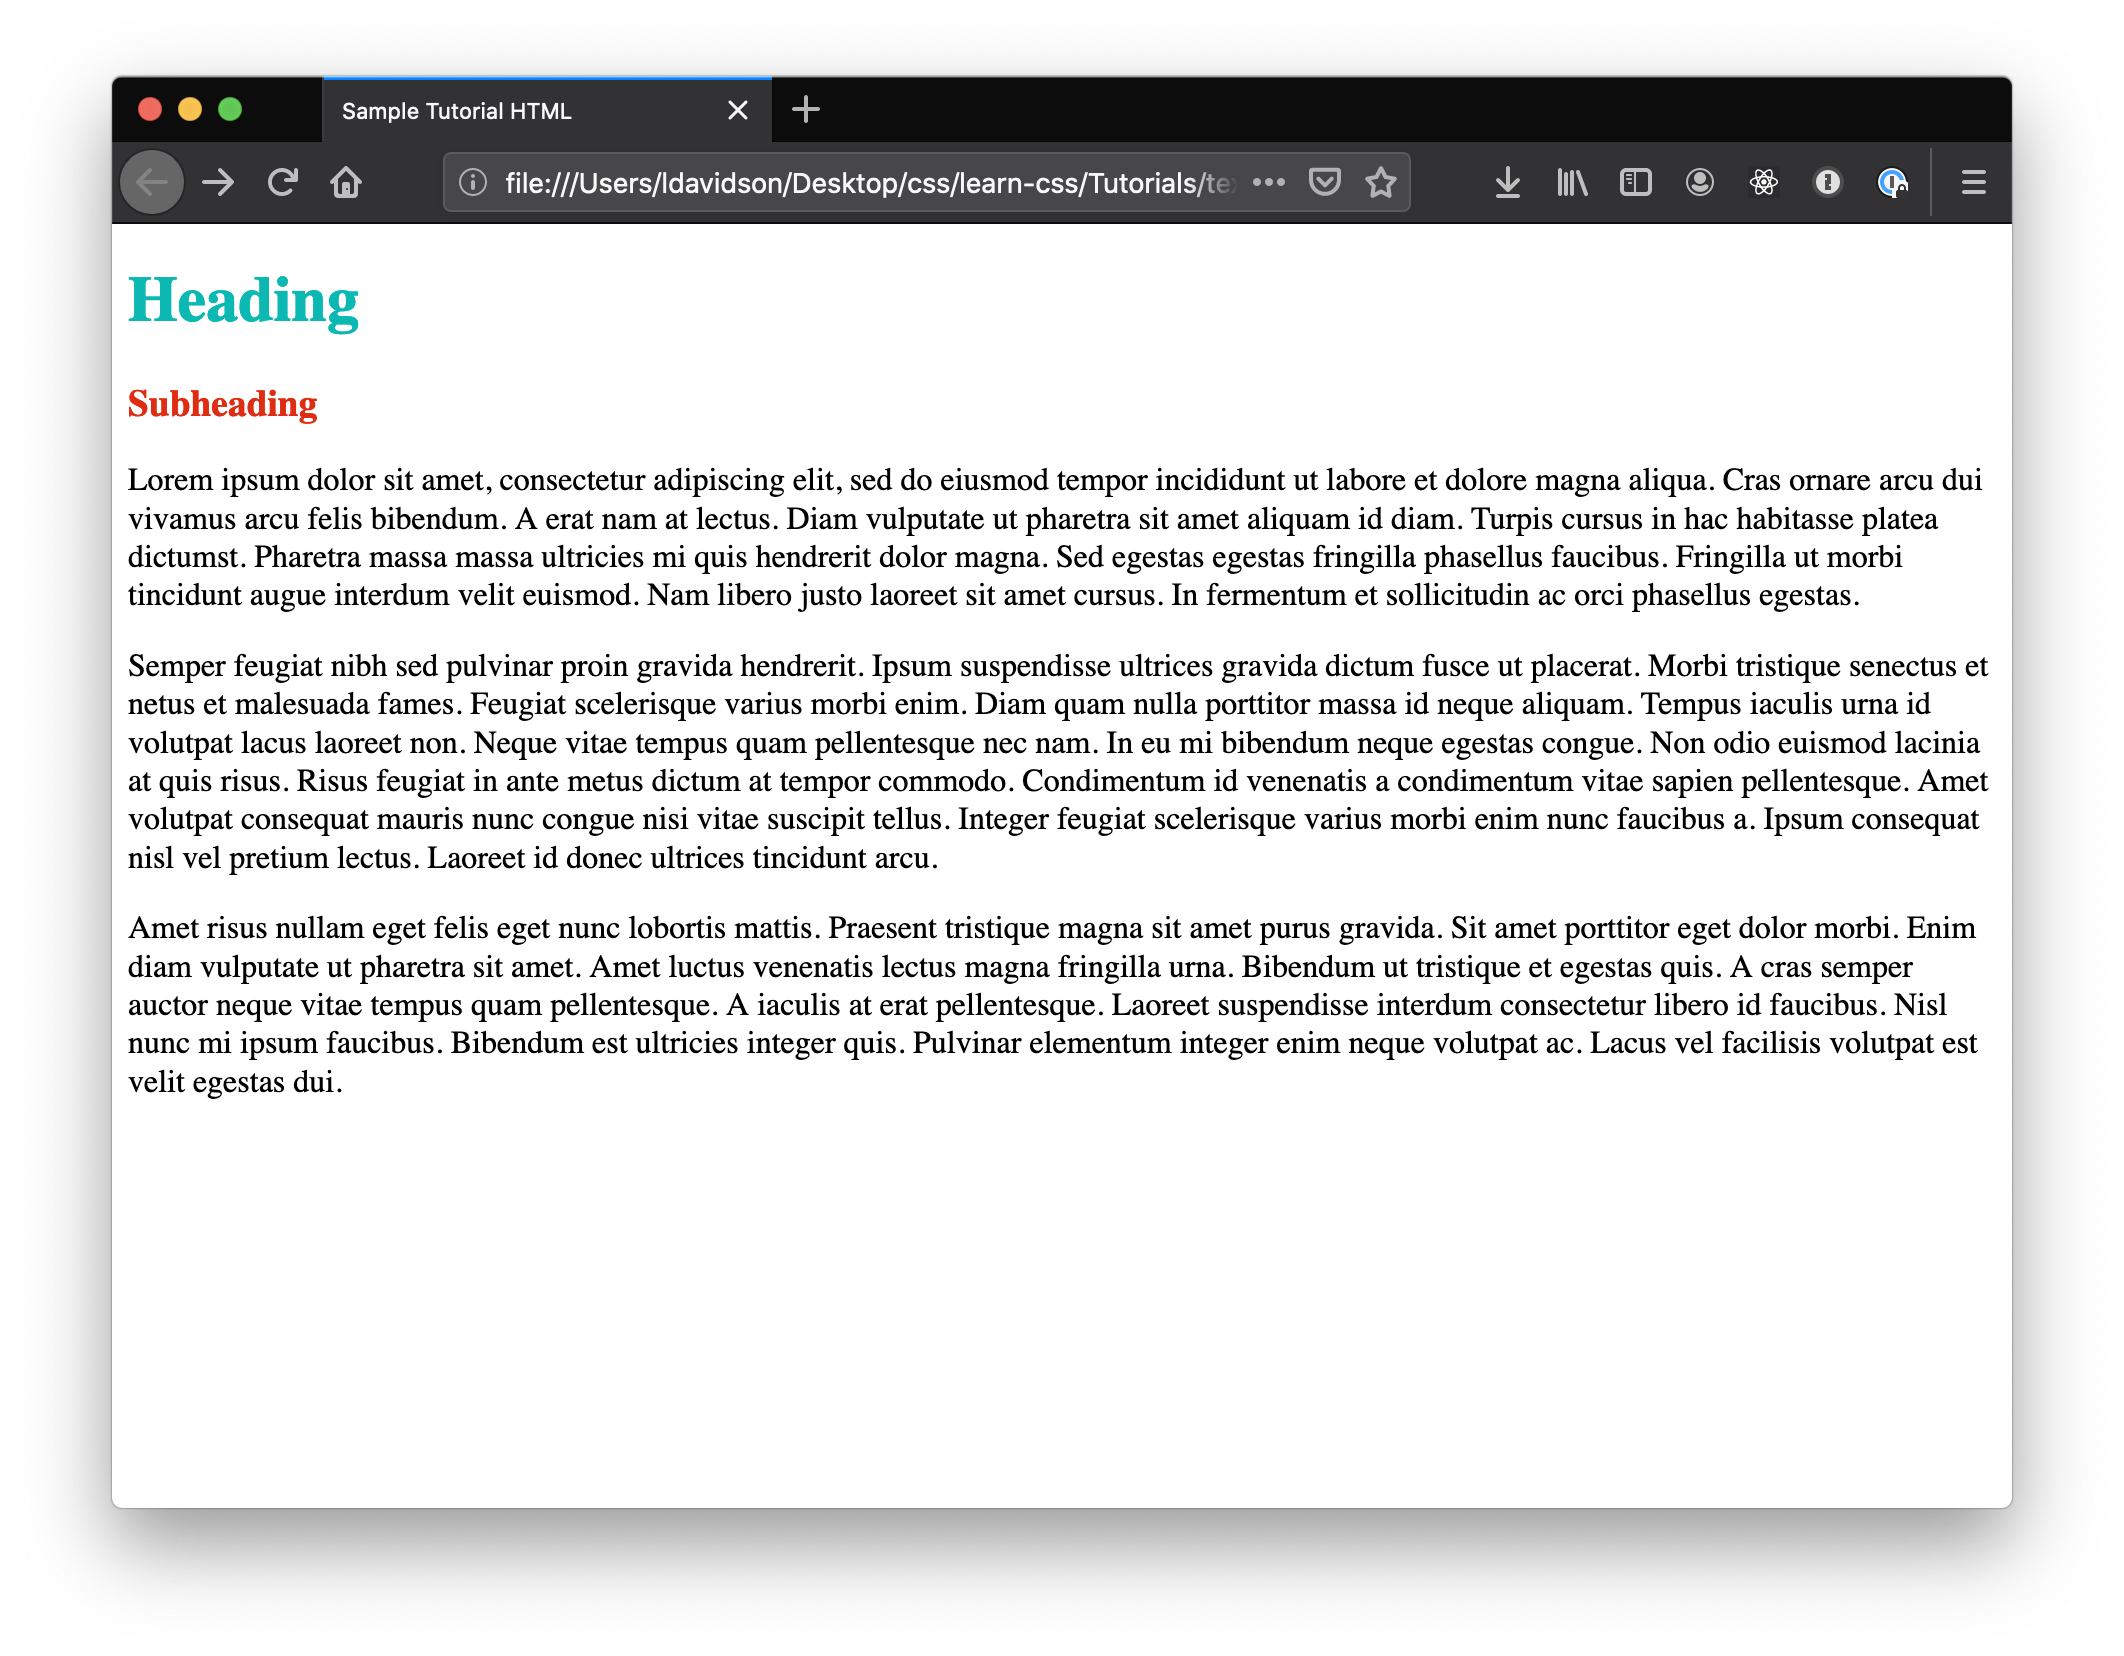 Sample Tutorial HTML
file:///Users/ldavidson/Desktop/css/learn-css/Tutorials/te
Heading
Subheading
Lorem ipsum dolor sit amet, consectetur adipiscing elit, sed do eiusmod tempor incididunt ut labore et dolore magna aliqua. Cras ornare arcu dui
vivamus arcu felis bibendum. A erat nam at lectus. Diam vulputate ut pharetra sit amet aliquam id diam. Turpis cursus in hac habitasse platea
dictumst. Pharetra massa massa ultricies mi quis hendrerit dolor magna. Sed egestas egestas fringilla phasellus faucibus. Fringilla ut morbi
tincidunt augue interdum velit euismod. Nam libero justo laoreet sit amet cursus. In fermentum et sollicitudin ac orci phasellus egestas.
Semper feugiat nibh sed pulvinar proin gravida hendrerit. Ipsum suspendisse ultrices gravida dictum fusce ut placerat. Morbi tristique senectus et
netus et malesuada fames. Feugiat scelerisque varius morbi enim. Diam quam nulla porttitor massa id neque aliquam. Tempus iaculis urna id
volutpat lacus laoreet non. Neque vitae tempus quam pellentesque nec nam. In eu mi bibendum neque egestas congue. Non odio euismod lacinia
at quis risus. Risus feugiat in ante metus dictum at tempor commodo. Condimentum id venenatis a condimentum vitae sapien pellentesque. Amet
volutpat consequat mauris nunc congue nisi vitae suscipit tellus. Integer feugiat scelerisque varius morbi enim nunc faucibus a. Ipsum consequat
nisl vel pretium lectus. Laoreet id donec ultrices tincidunt arcu.
Amet risus nullam eget felis eget nunc lobortis mattis. Praesent tristique magna sit amet purus gravida. Sit amet porttitor eget dolor morbi. Enim
diam vulputate ut pharetra sit amet. Amet luctus venenatis lectus magna fringilla urna. Bibendum ut tristique et egestas quis. A cras semper
auctor neque vitae tempus quam pellentesque. A iaculis at erat pellentesque. Laoreet suspendisse interdum consectetur libero id faucibus. Nisl
nunc mi ipsum faucibus. Bibendum est ultricies integer quis. Pulvinar elementum integer enim neque volutpat ac. Lacus vel facilisis volutpat est
velit egestas dui.